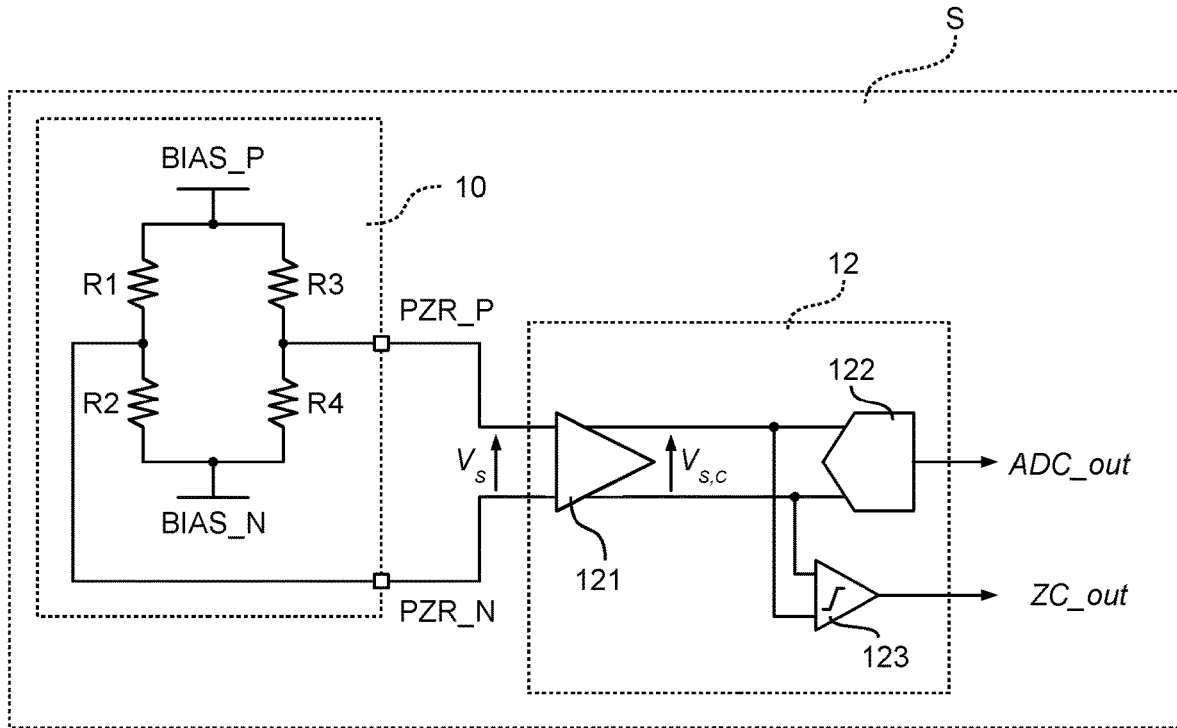 S
BIAS_P
10
R1
R3
PZR_P
12
R2
R4
122
V_s
V_s,c
ADC_out
BIAS_N
121
PZR_N
ZC_out
123